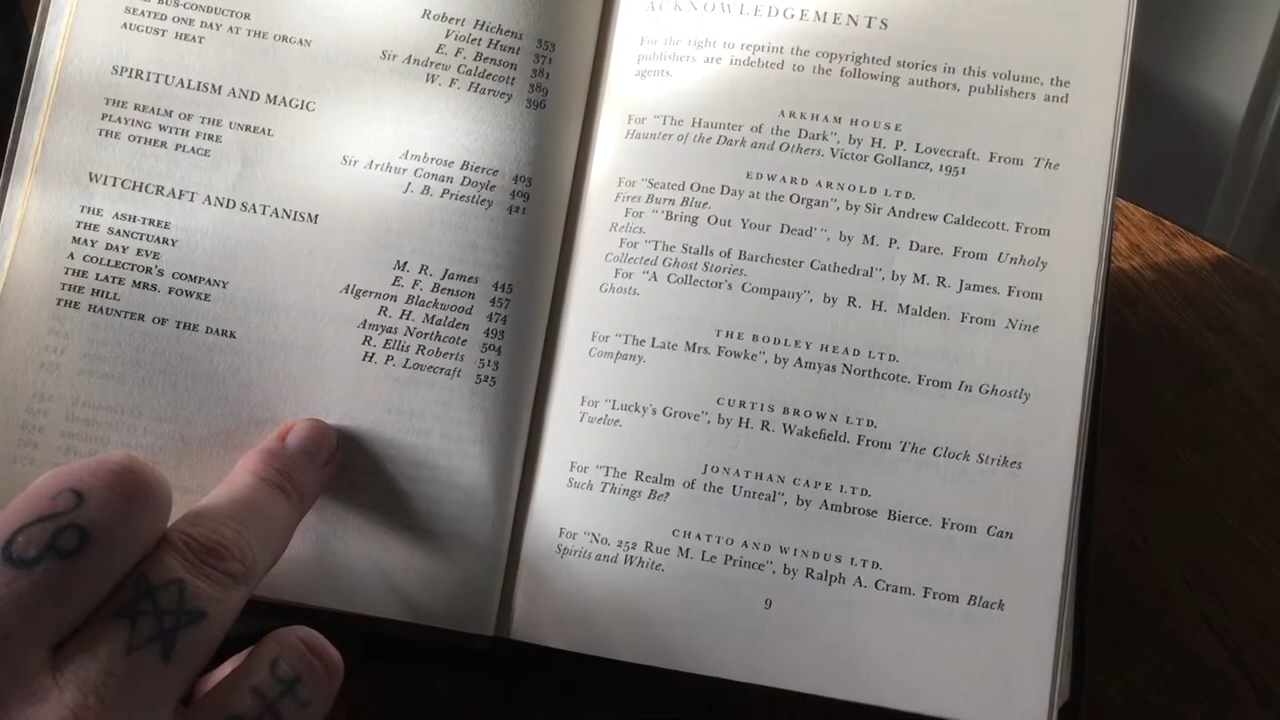 Robert Hichens 353
Violet Hunt 371
BUS-CONDUCTOR E. F. Benson 381
SEATED ONE DAY AT THE ORGAN Sir Andrew Caldecott 389
AUGUST HEAT W. F. Harvey 396
SPIRITUALISM AND MAGIC
THE REALM OF THE UNREAL Ambrose Bierce 403
PLAYING WITH FIRE Sir Arthur Conan Doyle 409
THE OTHER PLACE J. B. Priestley 421
WITCHCRAFT AND SATANISM
THE ASH-TREE M. R. James 445
THE SANCTUARY E. F. Benson 457
MAY DAY EVE Algernon Blackwood 474
A COLLECTOR'S COMPANY R. H. Malden 493
THE LATE MRS. FOWKE Amyas Northcote 504
THE HILL R. Ellis Roberts 513
THE HAUNTER OF THE DARK H. P. Lovecraft 525
ACKNOWLEDGEMENTS
For the right to reprint the copyrighted stories in this volume, the
publishers are indebted to the following authors, publishers and
agents.
ARKHAM HOUSE
For "The Haunter of the Dark", by H. P. Lovecraft. From The
Haunter of the Dark and Others. Victor Gollancz, 1951
EDWARD ARNOLD LTD.
For "Seated One Day at the Organ", by Sir Andrew Caldecott. From
Fires Burn Blue.
For "'Bring Out Your Dead'", by M. P. Dare. From Unholy
Relics.
For "The Stalls of Barchester Cathedral", by M. R. James. From
Collected Ghost Stories.
For "A Collector's Company", by R. H. Malden. From Nine
Ghosts.
THE BODLEY HEAD LTD.
For "The Late Mrs. Fowke", by Amyas Northcote. From In Ghostly
Company.
CURTIS BROWN LTD.
For "Lucky's Grove", by H. R. Wakefield. From The Clock Strikes
Twelve.
JONATHAN CAPE LTD.
For "The Realm of the Unreal", by Ambrose Bierce. From Can
Such Things Be?
CHATTO AND WINDUS LTD.
For "No. 252 Rue M. Le Prince", by Ralph A. Cram. From Black
Spirits and White.
9